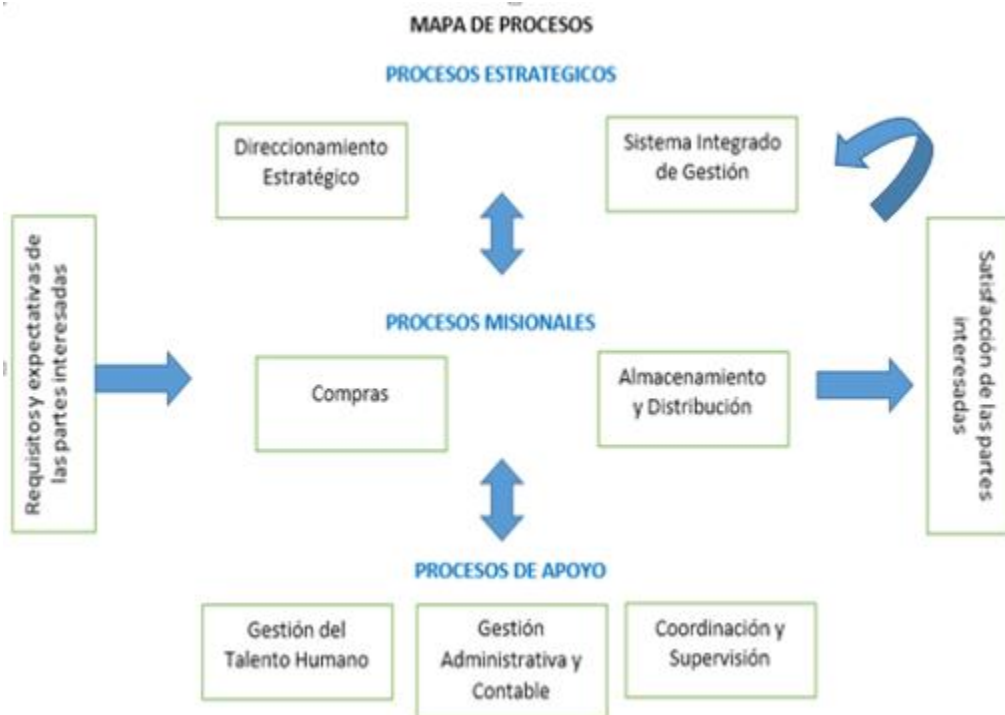 MAPA DE PROCESOS
PROCESOS ESTRATEGICOS
Direccionamiento
Estratégico
Sistema Integrado
de Gestión
Requisitos y expectativas de
las partes interesadas
PROCESOS MISIONALES
Compras
Almacenamiento
y Distribución
Satisfacción de las partes
interesadas
PROCESOS DE APOYO
Gestión del
Talento Humano
Gestión
Administrativa y
Contable
Coordinación y
Supervisión